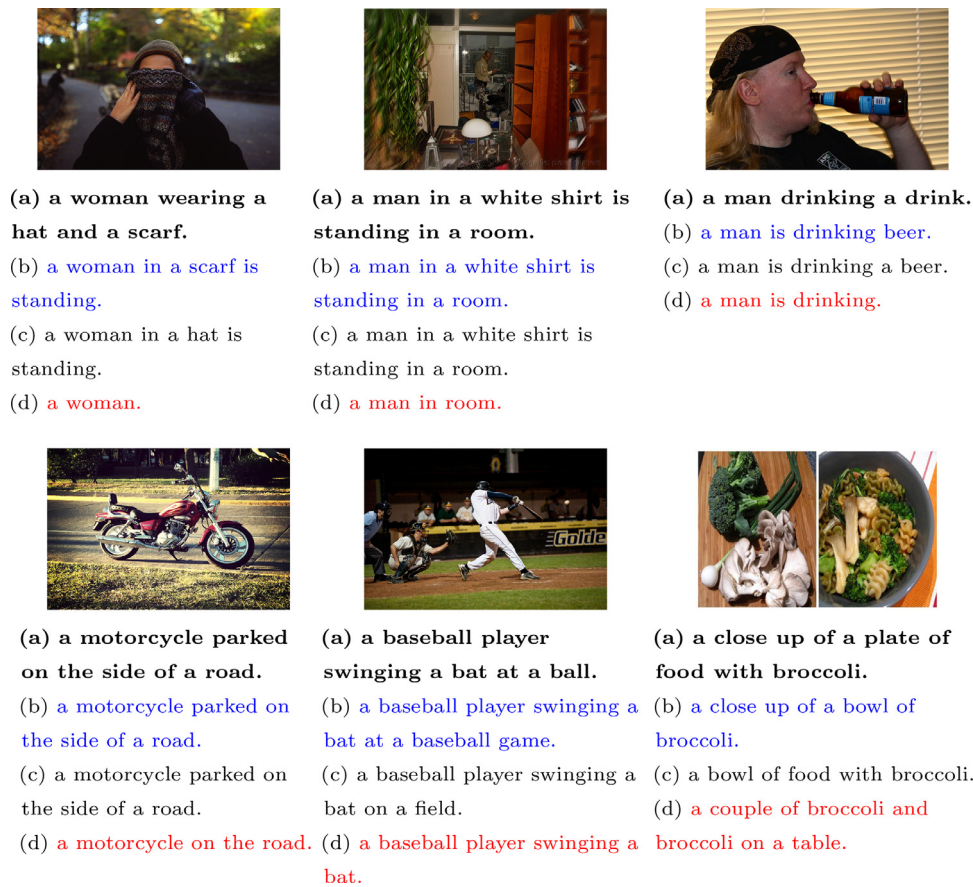 (a) a woman wearing a
hat and a scarf.
(b) a woman in a scarf is
standing.
(c) a woman in a hat is
standing.
(d) a woman.
(a) a man in a white shirt is
standing in a room.
(b) a man in a white shirt is
standing in a room.
(c) a man in a white shirt is
standing in a room.
(d) a man in room.
(a) a man drinking a drink.
(b) a man is drinking beer.
(c) a man is drinking a beer.
(d) a man is drinking.
Golde
(a) a motorcycle parked
on the side of a road.
(b) a motorcycle parked on
the side of a road.
(c) a motorcycle parked on
the side of a road.
(d) a motorcycle on the road.
(a) a baseball player
swinging a bat at a ball.
(b) a baseball player swinging a
bat at a baseball game.
(c) a baseball player swinging a
bat on a field.
(d) a baseball player swinging a
bat.
(a) a close up of a plate of
food with broccoli.
(b) a close up of a bowl of
broccoli.
(c) a bowl of food with broccoli.
(d) a couple of broccoli and
broccoli on a table.